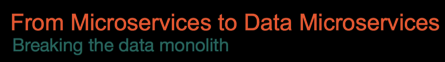 From Microservices to Data Microservices
Breaking the data monolith